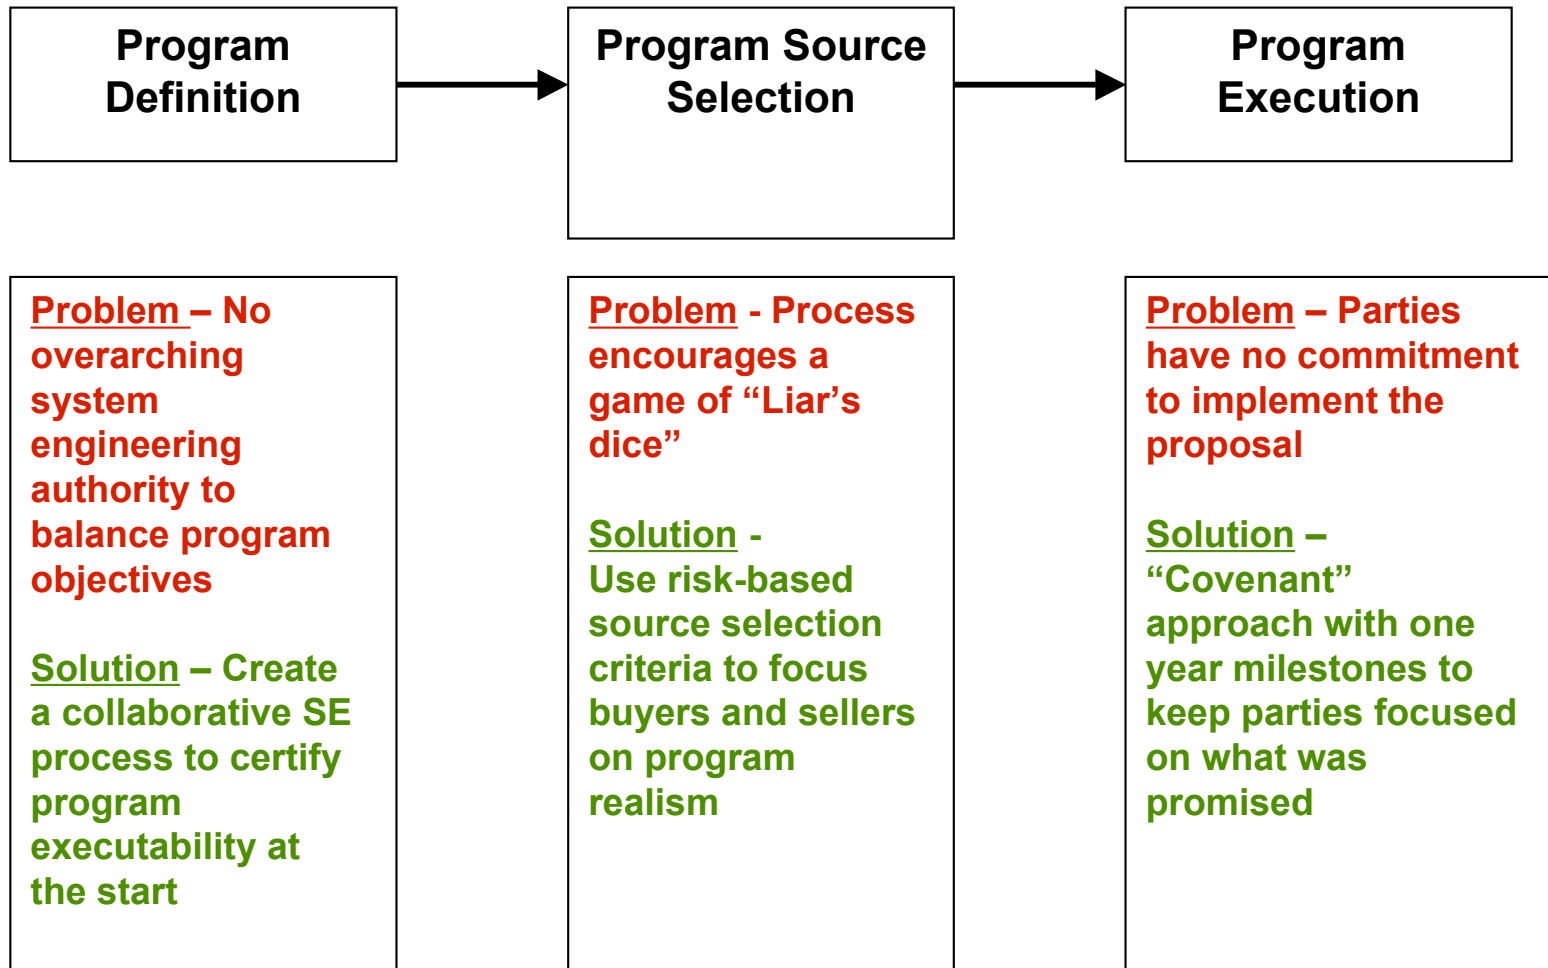 Program
Definition
Program Source
Selection
Program
Execution
Problem – No
overarching
system
engineering
authority to
balance program
objectives
Solution – Create
a collaborative SE
process to certify
program
executability at
the start
Problem - Process
encourages a
game of “Liar’s
dice”
Solution -
Use risk-based
source selection
criteria to focus
buyers and sellers
on program
realism
Problem – Parties
have no commitment
to implement the
proposal
Solution –
“Covenant”
approach with one
year milestones to
keep parties focused
on what was
promised